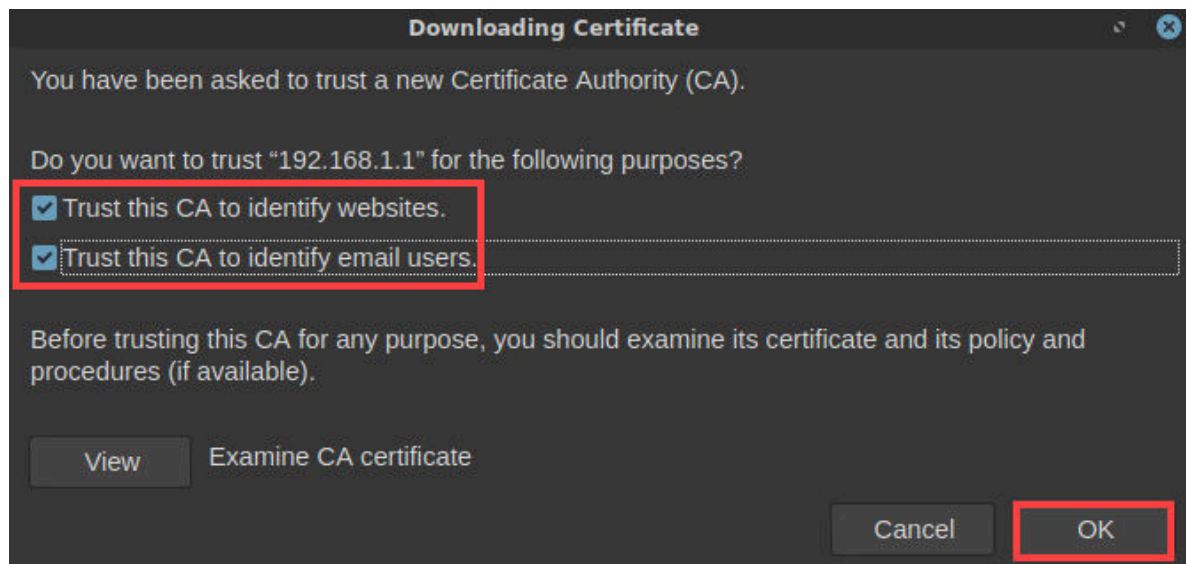 Downloading Certificate
You have been asked to trust a new Certificate Authority (CA).
Do you want to trust “192.168.1.1” for the following purposes?
Trust this CA to identify websites.
Trust this CA to identify email users.
Before trusting this CA for any purpose, you should examine its certificate and its policy and
procedures (if available).
View Examine CA certificate
Cancel OK